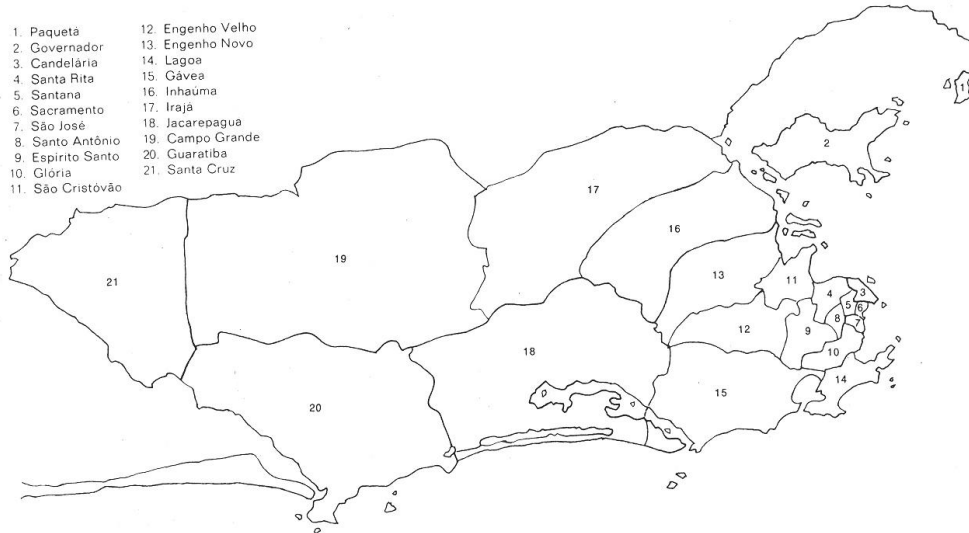 1. Paquetá
2. Governador
3. Candelária
4. Santa Rita
5. Santana
6. Sacramento
7. São José
8. Santo Antônio
9. Espírito Santo
10. Glória
11. São Cristóvão
12. Engenho Velho
13. Engenho Novo
14. Lagoa
15. Gávea
16. Inhaúma
17. Irajá
18. Jacarepagua
19. Campo Grande
20. Guaratiba
21. Santa Cruz
1
2
17
16
19
13
21
11
4
3
5
6
8
7
12
9
18
10
14
15
20